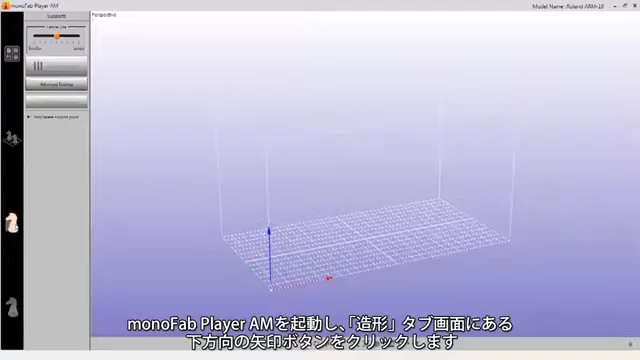 monoFab Player AM
Model Name :Roland ARM-10
Supports
Perspective
Smaller
Larger
Advanced Settings
monoFab Player AMを起動し、「造形」タブ画面にある
下方向の矢印ボタンをクリックします